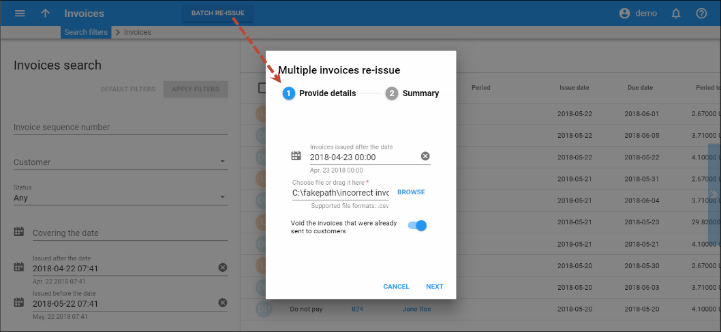 Invoices
BATCH RE-ISSUE
demo
Search filters > Invoices
Invoices search
DEFAULT FILTERS
APPLY FILTERS
Invoice sequence number
Customer
Status
Any
Covering the date
Issued after the date
2018-04-22 07:41
Apr. 22 2018 07:41
Issued before the date
2018-05-22 07:41
May. 22 2018 07:41
Multiple invoices re-issue
1 Provide details
2 Summary
Invoices issued after the date
2018-04-23 00:00
Apr. 23 2018 00:00
Choose file or drag it here *
C:\fakepath\incorrect invo
BROWSE
Supported file formats: .csv
Void the invoices that were already
sent to customers
CANCEL
NEXT
Period
Issue date
Due date
2018-05-22 2018-06-01 2.67000
2018-05-22 2018-06-05 3.71000
2018-05-22 2018-05-22 4.10000
2018-05-21 2018-05-31 2.67000
2018-05-21 2018-06-04 3.71000
2018-05-21 2018-05-23 29.82000
2018-05-21 2018-05-21 4.10000
2018-05-20 2018-05-30 2.67000
2018-05-20 2018-06-03 3.71000
Do not pay
Jane Roe
2018-05-20 2018-05-20 4.10000